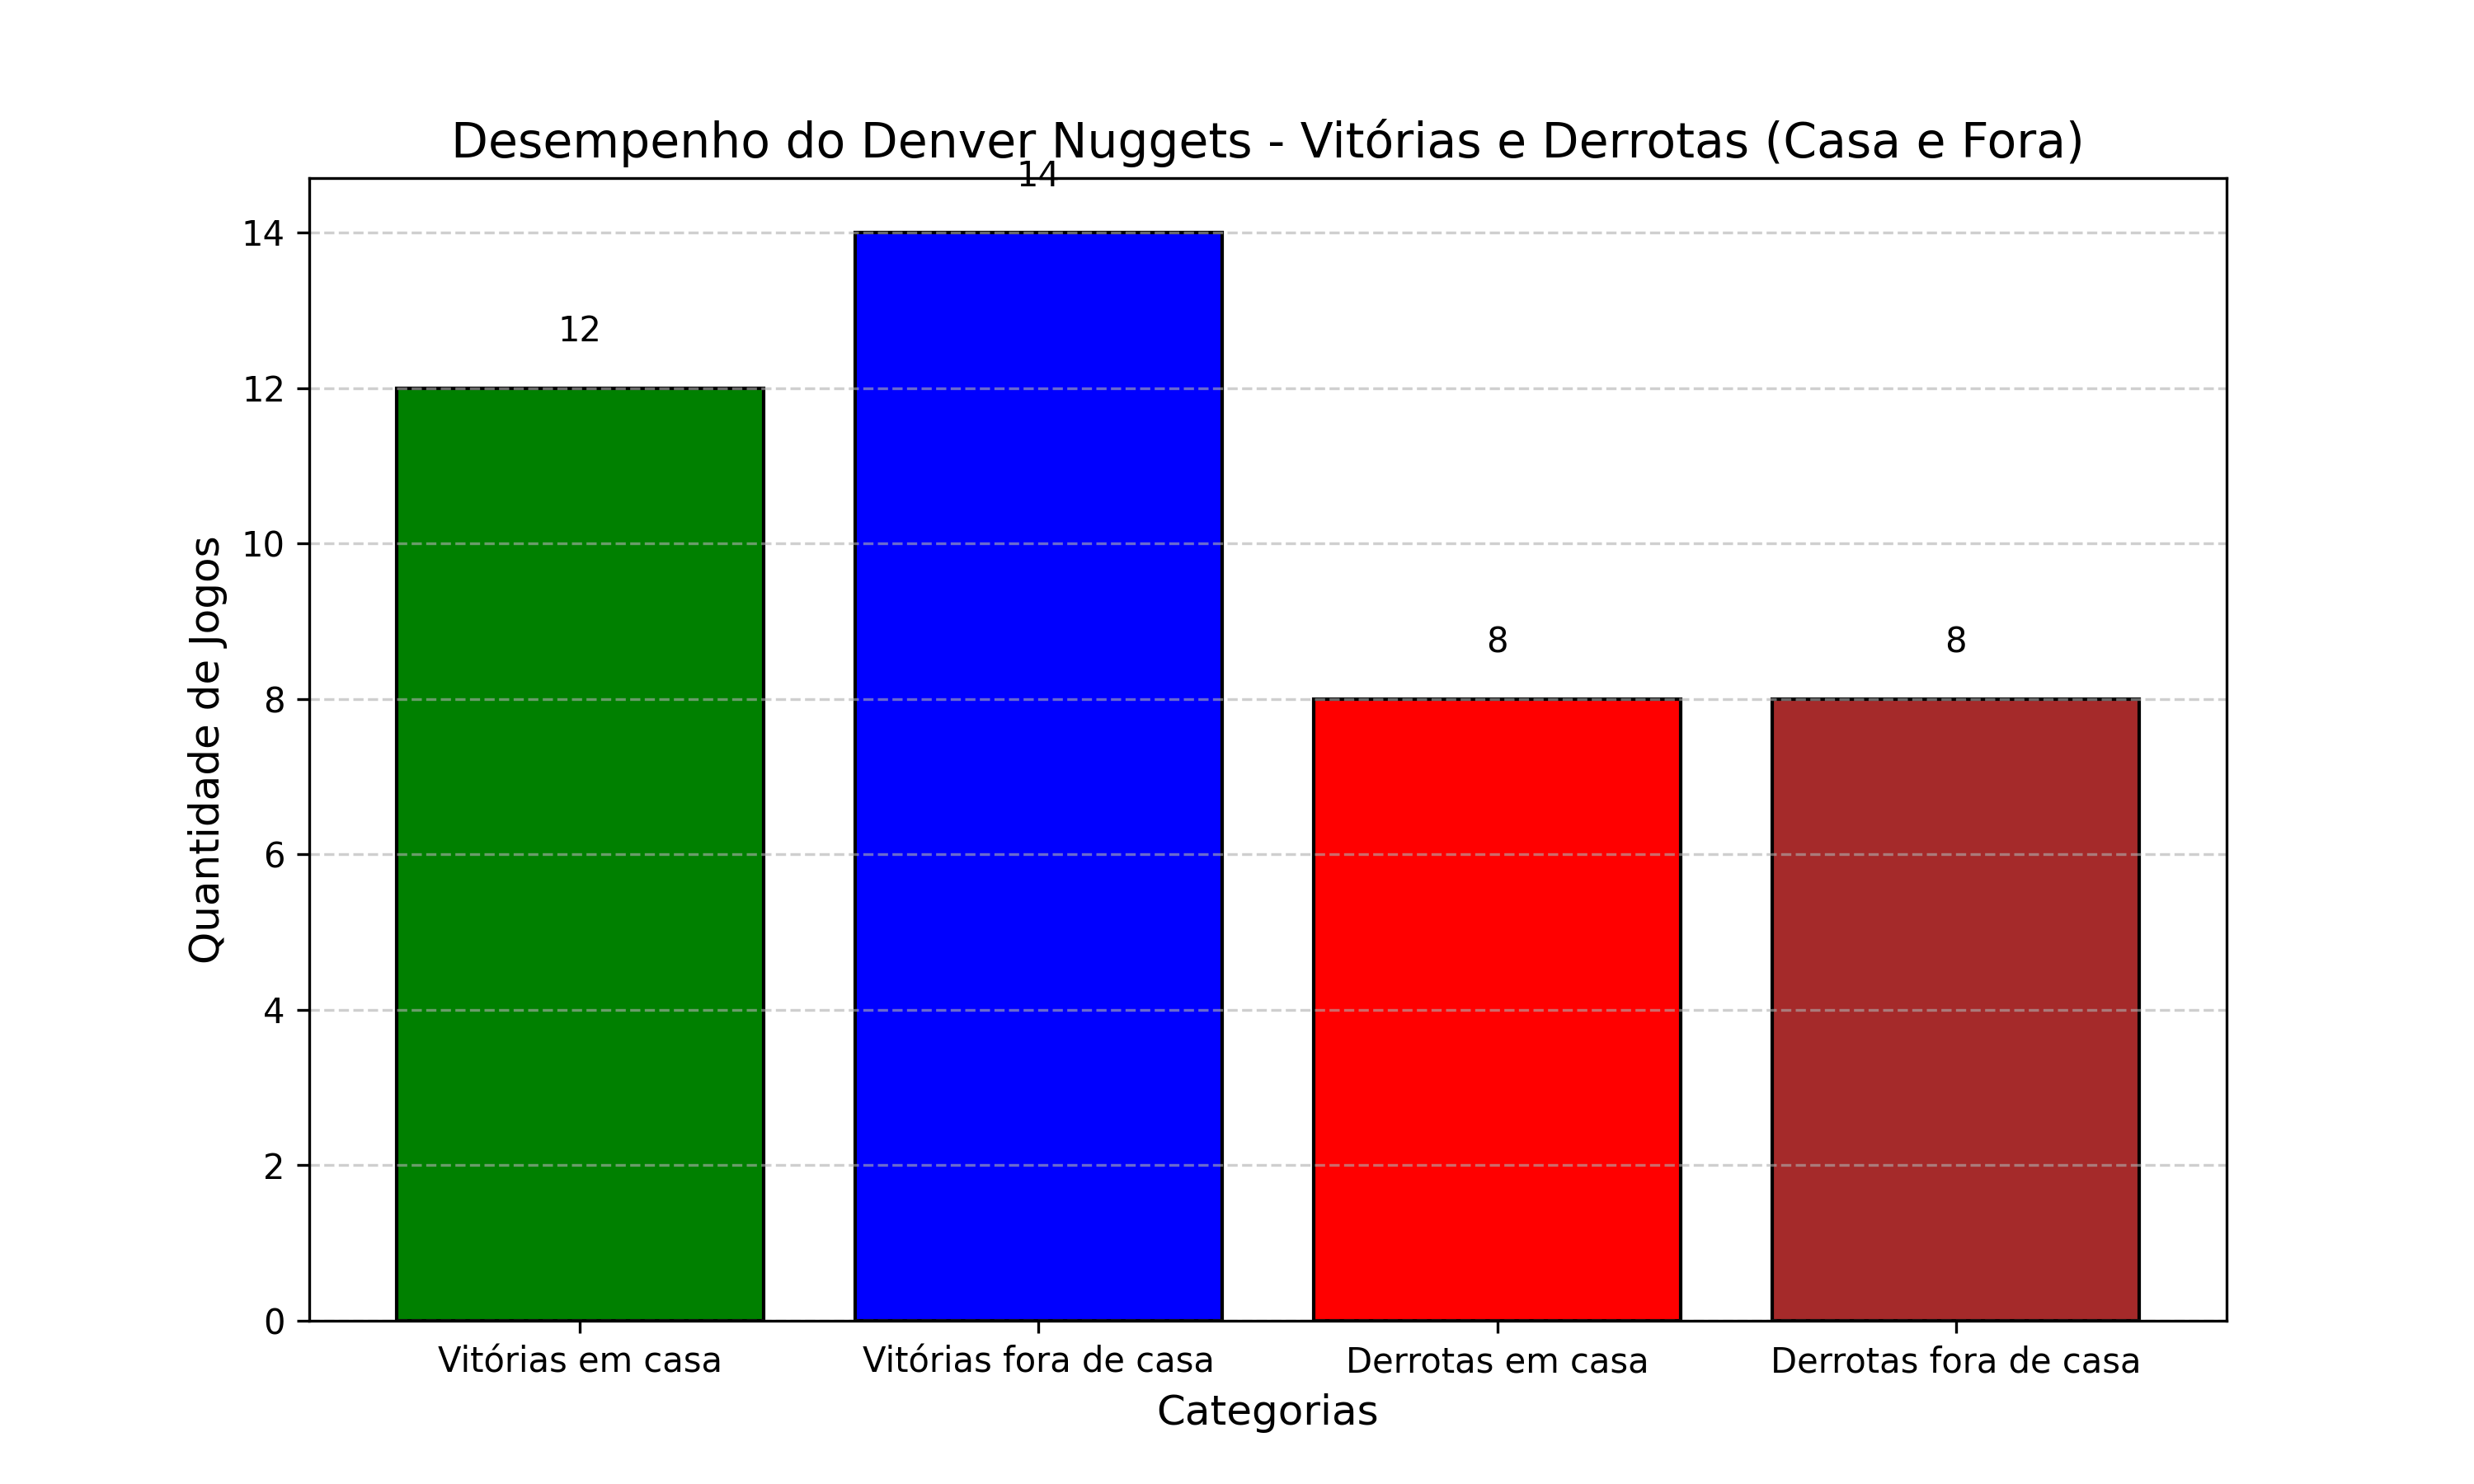 Desempenho do Denver Nuggets - Vitórias e Derrotas (Casa e Fora)
14
12
8
8
14
12
10
8
6
4
2
0
Quantidade de Jogos
Vitórias em casa
Vitórias fora de casa
Derrotas em casa
Derrotas fora de casa
Categorias